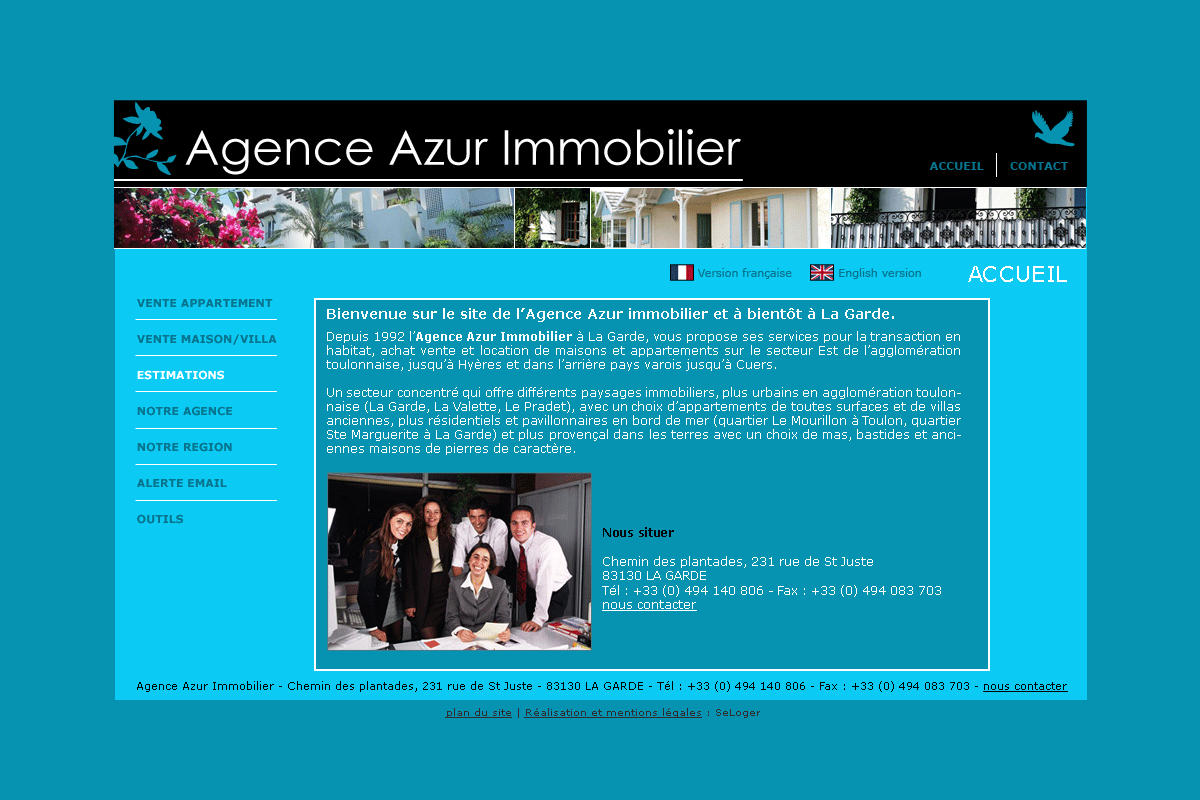 Agence Azur Immobilier
ACCUEIL
CONTACT
Version française
English version
ACCUEIL
VENTE APPARTEMENT
VENTE MAISON/VILLA
ESTIMATIONS
NOTRE AGENCE
NOTRE REGION
ALERTE EMAIL
OUTILS
Bienvenue sur le site de l’Agence Azur immobilier et à bientôt à La Garde.
Depuis 1992 l’Agence Azur Immobilier à La Garde, vous propose ses services pour la transaction en
habitat, achat vente et location de maisons et appartements sur le secteur Est de l’agglomération
toulonnaise, jusqu’à Hyères et dans l’arrière pays varois jusqu’à Cuers.
Un secteur concentré qui offre différents paysages immobiliers, plus urbains en agglomération toulon-
naise (La Garde, La Valette, Le Pradet), avec un choix d’appartements de toutes surfaces et de villas
anciennes, plus résidentiels et pavillonnaires en bord de mer (quartier Le Mourillon à Toulon, quartier
Ste Marguerite à La Garde) et plus provençal dans les terres avec un choix de mas, bastides et anci-
ennes maisons de pierres de caractère.
Nous situer
Chemin des plantades, 231 rue de St Juste
83130 LA GARDE
Tél : +33 (0) 494 140 806 - Fax : +33 (0) 494 083 703
nous contacter
Agence Azur Immobilier - Chemin des plantades, 231 rue de St Juste - 83130 LA GARDE - Tél : +33 (0) 494 140 806 - Fax : +33 (0) 494 083 703 - nous contacter
plan du site | Réalisation et mentions légales : SeLoger